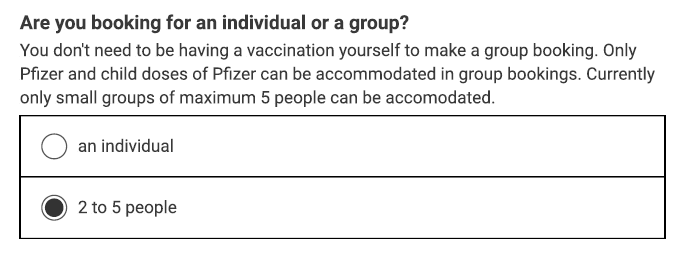 Are you booking for an individual or a group?
You don't need to be having a vaccination yourself to make a group booking. Only
Pfizer and child doses of Pfizer can be accommodated in group bookings. Currently
only small groups of maximum 5 people can be accomodated.
an individual
2 to 5 people